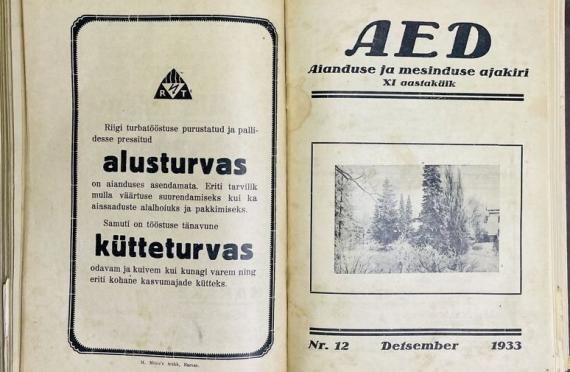 R T T
Riigi turbatööstuse purustatud ja palli-
desse pressitud
alusturvas
on aianduses asendamata. Eriti tarvilik
mulla väärtuse suurendamiseks kui ka
aiasaaduste alalhoiuks ja pakkimiseks.
Samuti on tööstuse tänavune
kütteturvas
odavam ja kuivem kui kunagi varem ning
eriti kohane kasvumajade kütteks.
AED
Aianduse ja mesinduse ajakiri
XI aastakäik
Nr. 12 Detsember 1933